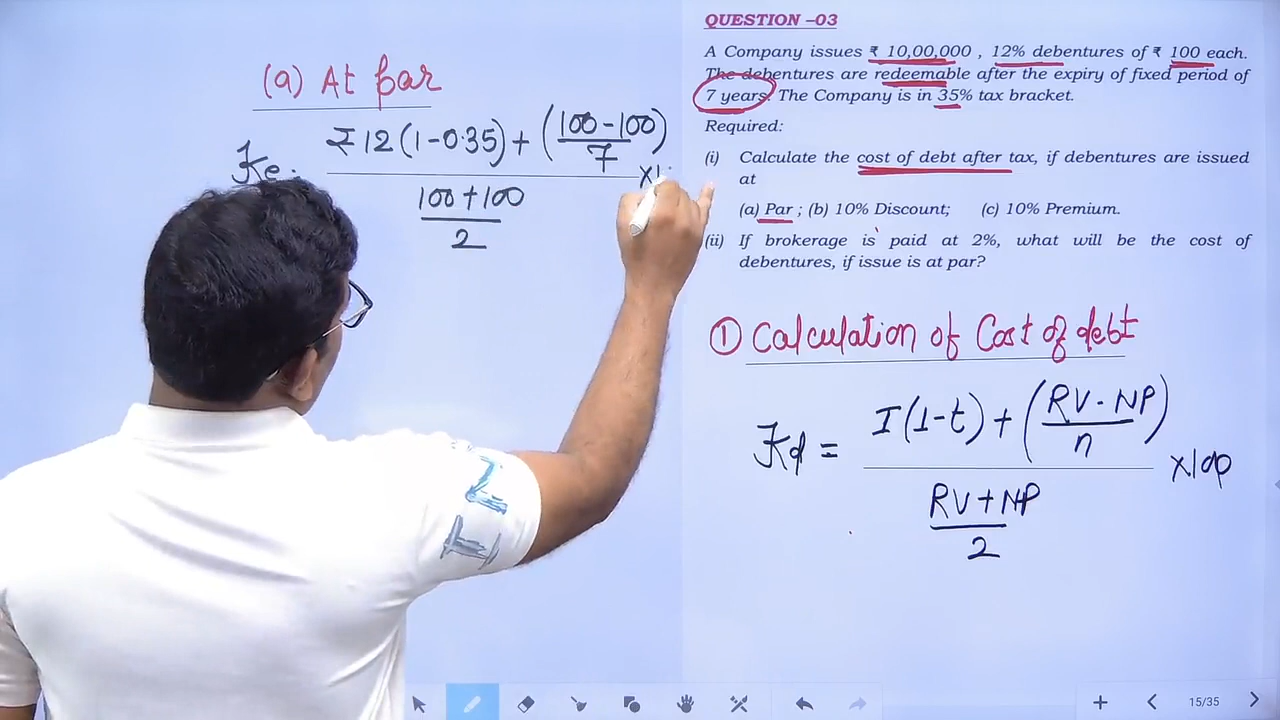 (a) At par
Ke = ₹12 (1-0.35) + (100-100 / 7)
100+100 / 2
QUESTION –03
A Company issues ₹ 10,00,000 , 12% debentures of ₹ 100 each.
The debentures are redeemable after the expiry of fixed period of
7 years. The Company is in 35% tax bracket.
Required:
(i) Calculate the cost of debt after tax, if debentures are issued
at
(a) Par ; (b) 10% Discount; (c) 10% Premium.
(ii) If brokerage is paid at 2%, what will be the cost of
debentures, if issue is at par?
① Calculation of Cost of debt
Kd = I(1-t) + (RV-NP / n)
RV+NP / 2
X100
15/35